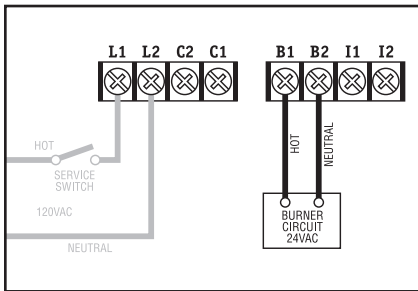 L1 L2 C2 C1 B1 B2 I1 I2
HOT
SERVICE
SWITCH
120VAC
NEUTRAL
HOT
NEUTRAL
BURNER
CIRCUIT
24VAC